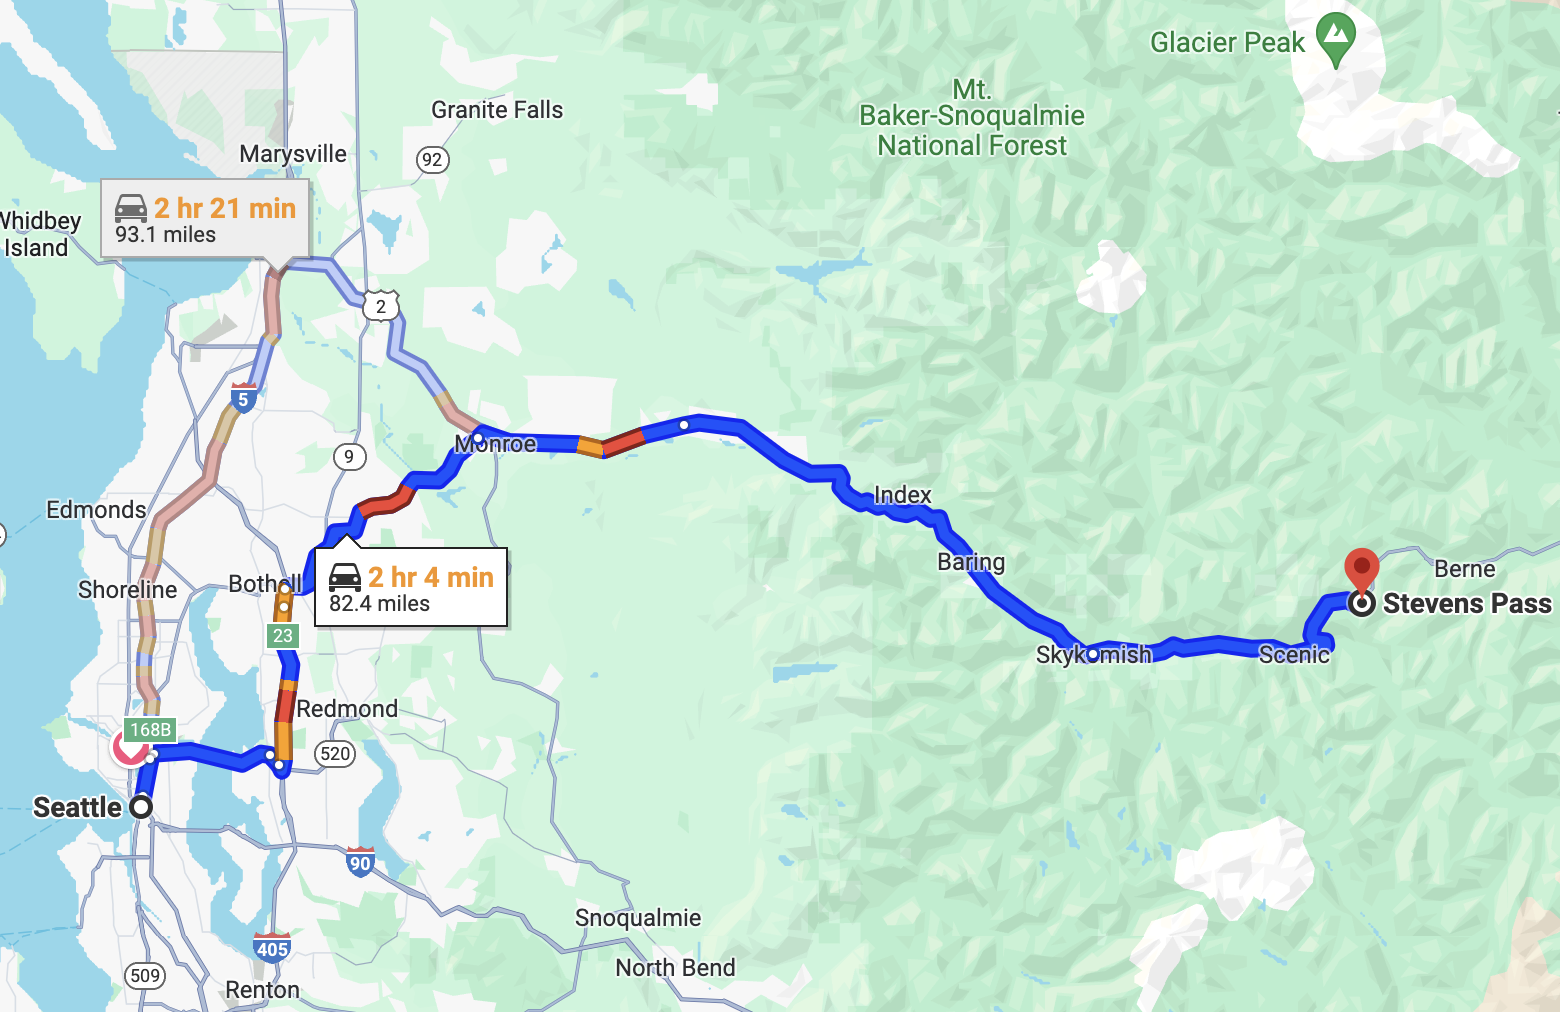 Glacier Peak
Mt.
Baker-Snoqualmie
National Forest
Granite Falls
92
Marysville
2 hr 21 min
93.1 miles
Whidbey
Island
2
5
Monroe
9
Edmonds
Index
Baring
Shoreline
Bothell
2 hr 4 min
82.4 miles
Berne
Stevens Pass
23
Skykomish
Scenic
Redmond
168B
520
Seattle
90
Snoqualmie
405
North Bend
509
Renton